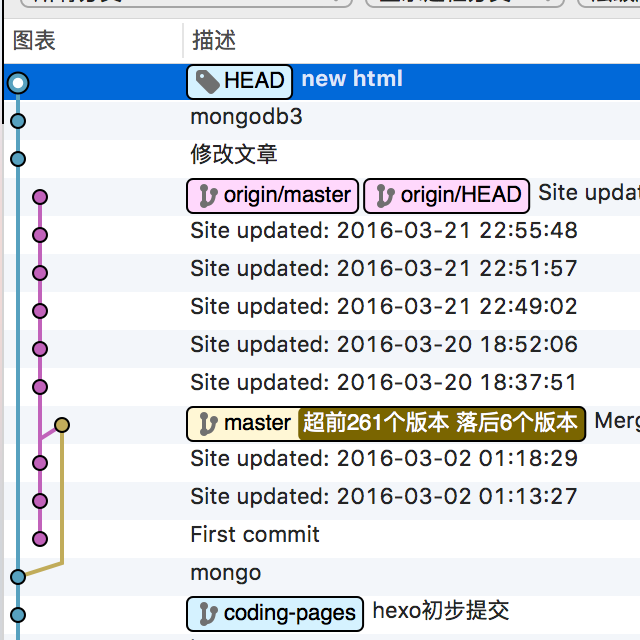 图表 描述
HEAD new html
mongodb3
修改文章
origin/master origin/HEAD Site updat
Site updated: 2016-03-21 22:55:48
Site updated: 2016-03-21 22:51:57
Site updated: 2016-03-21 22:49:02
Site updated: 2016-03-20 18:52:06
Site updated: 2016-03-20 18:37:51
master 超前261个版本 落后6个版本 Merg
Site updated: 2016-03-02 01:18:29
Site updated: 2016-03-02 01:13:27
First commit
mongo
coding-pages hexo初步提交